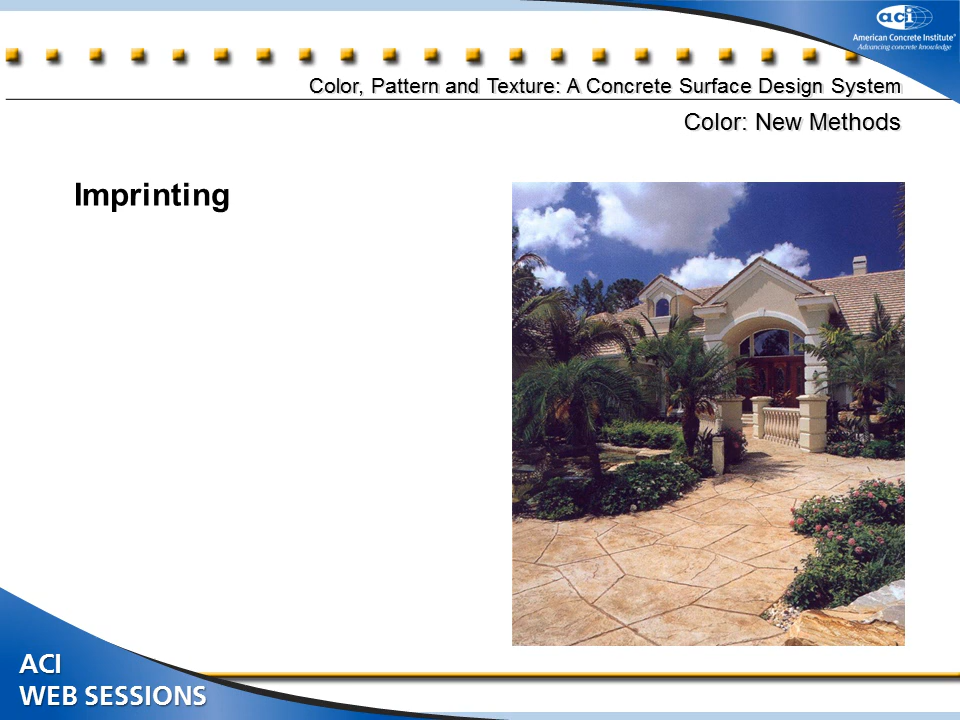 aci
American Concrete Institute®
Advancing concrete knowledge
Color, Pattern and Texture: A Concrete Surface Design System
Color: New Methods
Imprinting
ACI
WEB SESSIONS